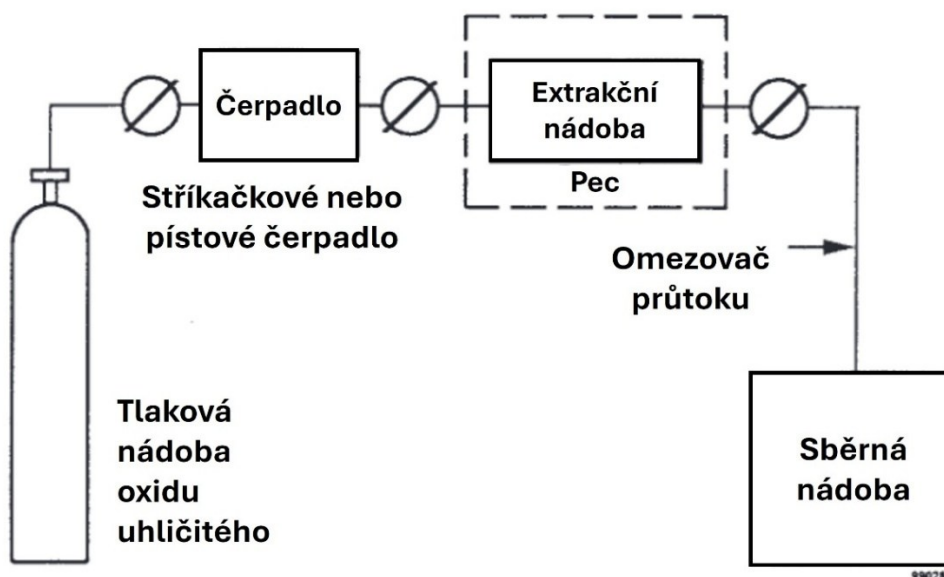 Čerpadlo
Extrakční
nádoba
Pec
Stříkačkové nebo
pístové čerpadlo
Omezovač
průtoku
Tlaková
nádoba
oxidu
uhličitého
Sběrná
nádoba